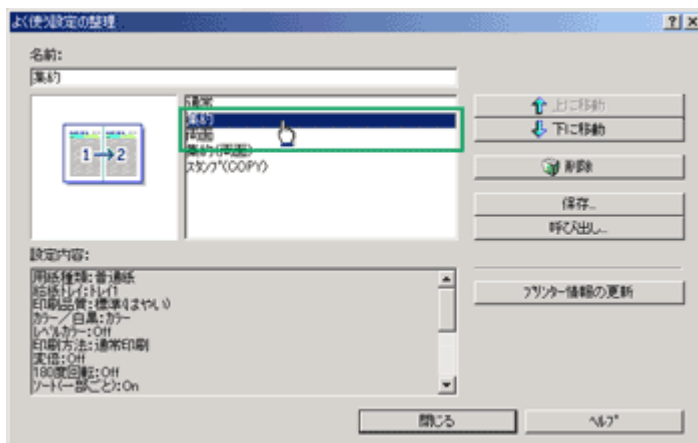 よく使う設定の整理
名前:
集約
通常
集約
両面
集約(両面)
スタンプ(COPY)
1→2
上に移動
下に移動
削除
保存...
呼び出し...
プリンター情報の更新
設定内容:
用紙種類:普通紙
給紙トレイ:トレイ1
印刷品質:標準(はやい)
カラー/白黒:カラー
レベルカラー:Off
印刷方法:通常印刷
変倍:Off
180度回転:Off
ソート(一部ごと):On
閉じる
ヘルプ